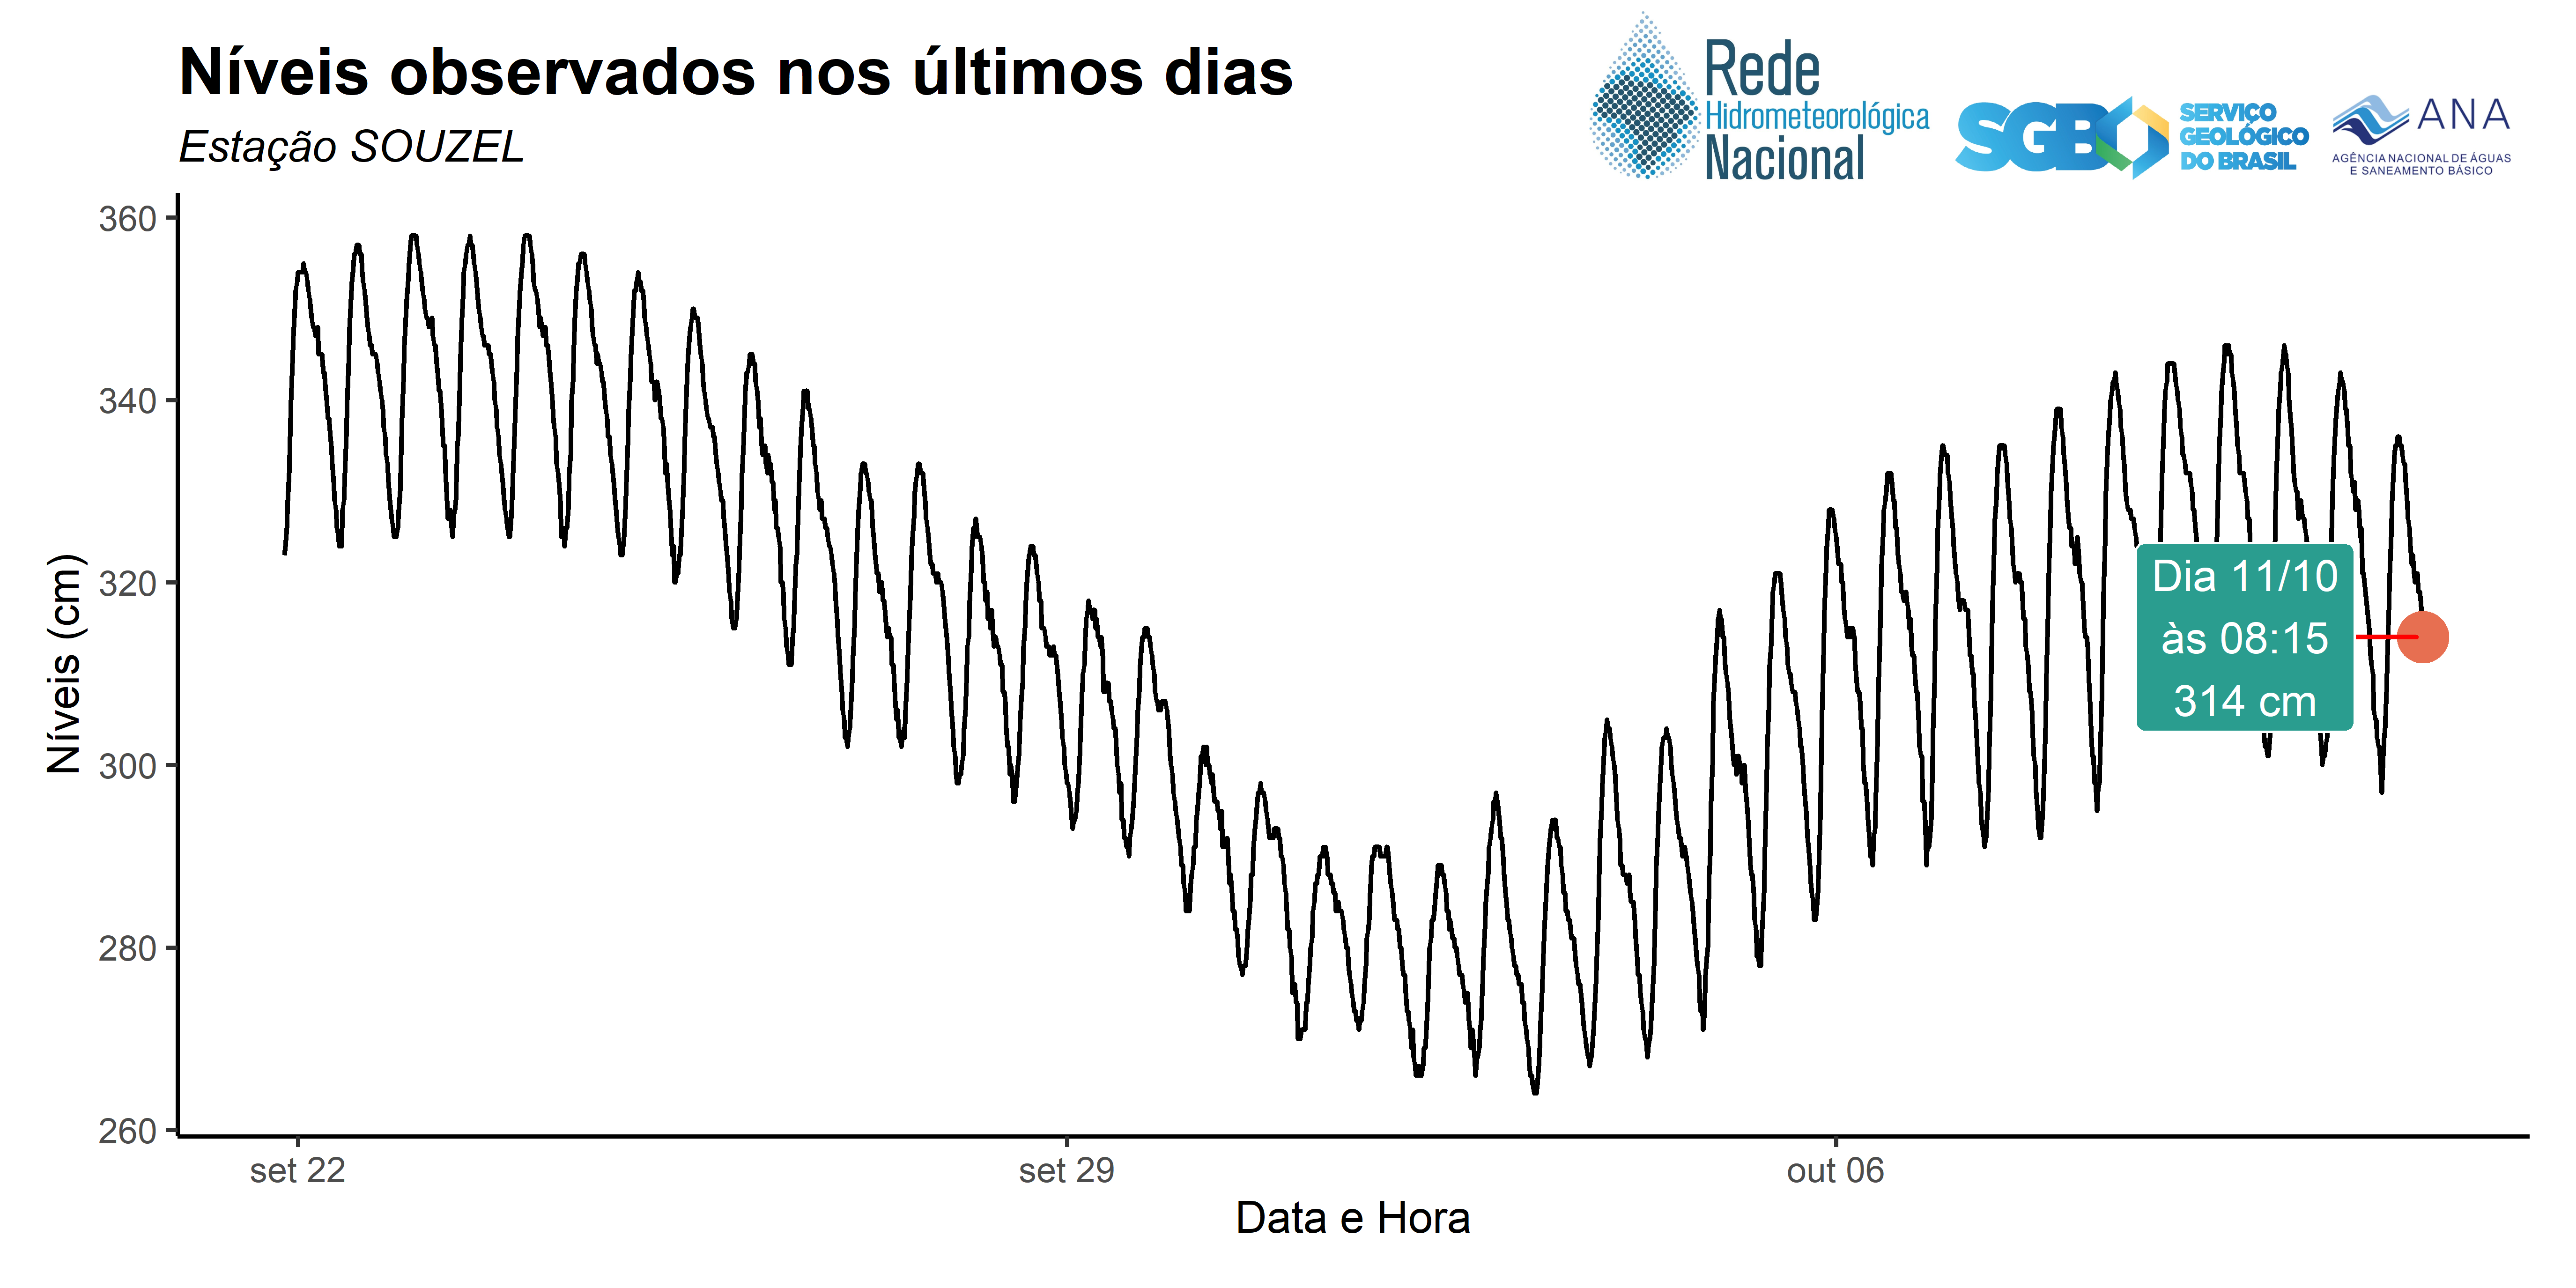 Níveis observados nos últimos dias
Estação SOUZEL
Rede
Hidrometeorológica
Nacional
SGB
SERVIÇO
GEOLÓGICO
DO BRASIL
ANA
AGÊNCIA NACIONAL DE ÁGUAS
E SANEAMENTO BÁSICO
Níveis (cm)
360
340
320
300
280
260
Dia 11/10
às 08:15
314 cm
set 22
set 29
out 06
Data e Hora